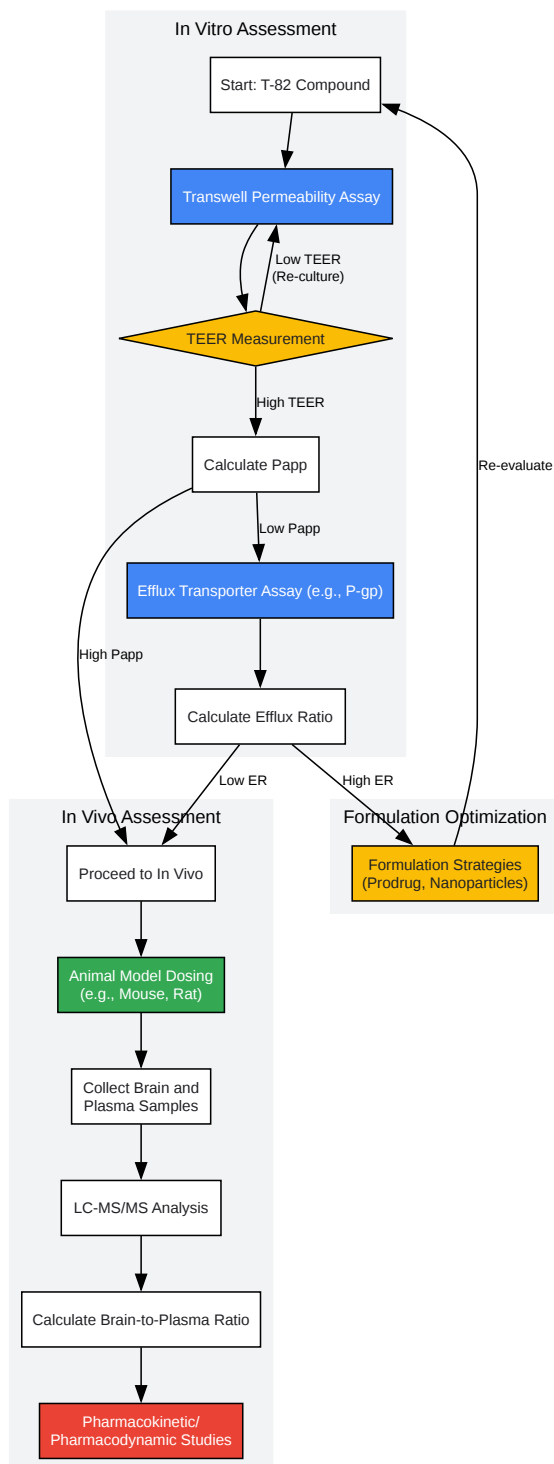 In Vitro Assessment
Start: T-82 Compound
Transwell Permeability Assay
Low TEER
(Re-culture)
TEER Measurement
High TEER
Calculate Papp
Re-evaluate
Low Papp
Efflux Transporter Assay (e.g., P-gp)
High Papp
Calculate Efflux Ratio
Low ER
High ER
In Vivo Assessment
Formulation Optimization
Proceed to In Vivo
Formulation Strategies
(Prodrug, Nanoparticles)
Animal Model Dosing
(e.g., Mouse, Rat)
Collect Brain and
Plasma Samples
LC-MS/MS Analysis
Calculate Brain-to-Plasma Ratio
Pharmacokinetic/
Pharmacodynamic Studies